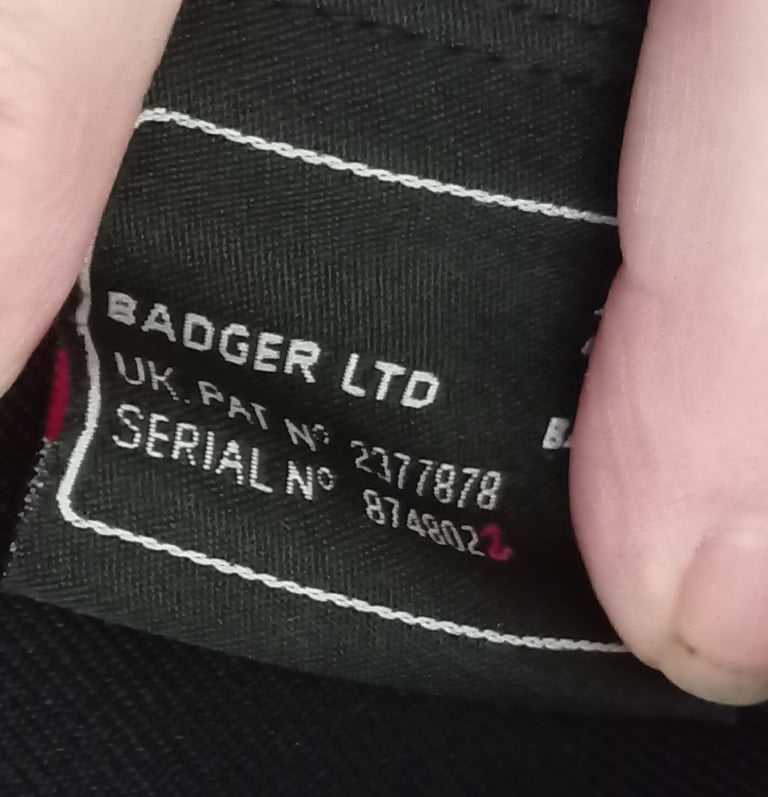 BADGER LTD
UK. PAT Nº 2377878
SERIAL Nº 8748022